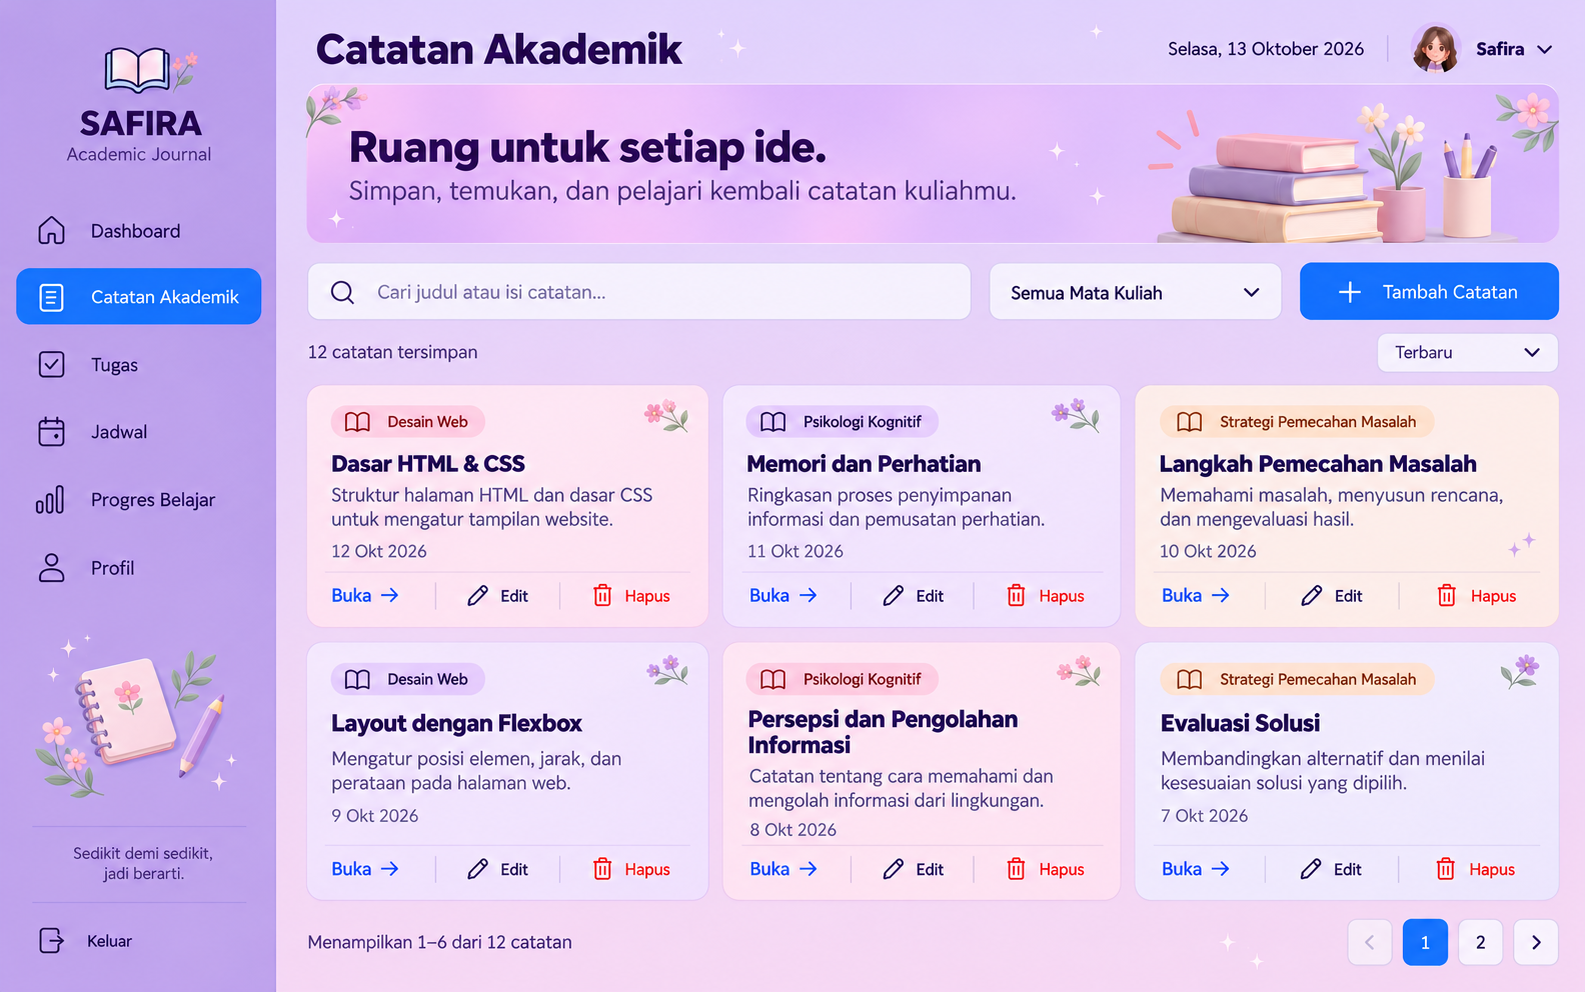 SAFIRA
Academic Journal
Dashboard
Catatan Akademik
Tugas
Jadwal
Progres Belajar
Profil
Sedikit demi sedikit,
jadi berarti.
Keluar
Catatan Akademik
Selasa, 13 Oktober 2026
Safira
Ruang untuk setiap ide.
Simpan, temukan, dan pelajari kembali catatan kuliahmu.
Cari judul atau isi catatan...
Semua Mata Kuliah
Tambah Catatan
12 catatan tersimpan
Terbaru
Desain Web
Dasar HTML & CSS
Struktur halaman HTML dan dasar CSS
untuk mengatur tampilan website.
12 Okt 2026
Buka → Edit Hapus
Psikologi Kognitif
Memori dan Perhatian
Ringkasan proses penyimpanan
informasi dan pemusatan perhatian.
11 Okt 2026
Buka → Edit Hapus
Strategi Pemecahan Masalah
Langkah Pemecahan Masalah
Memahami masalah, menyusun rencana,
dan mengevaluasi hasil.
10 Okt 2026
Buka → Edit Hapus
Desain Web
Layout dengan Flexbox
Mengatur posisi elemen, jarak, dan
perataan pada halaman web.
9 Okt 2026
Buka → Edit Hapus
Psikologi Kognitif
Persepsi dan Pengolahan
Informasi
Catatan tentang cara memahami dan
mengolah informasi dari lingkungan.
8 Okt 2026
Buka → Edit Hapus
Strategi Pemecahan Masalah
Evaluasi Solusi
Membandingkan alternatif dan menilai
kesesuaian solusi yang dipilih.
7 Okt 2026
Buka → Edit Hapus
Menampilkan 1–6 dari 12 catatan
1 2